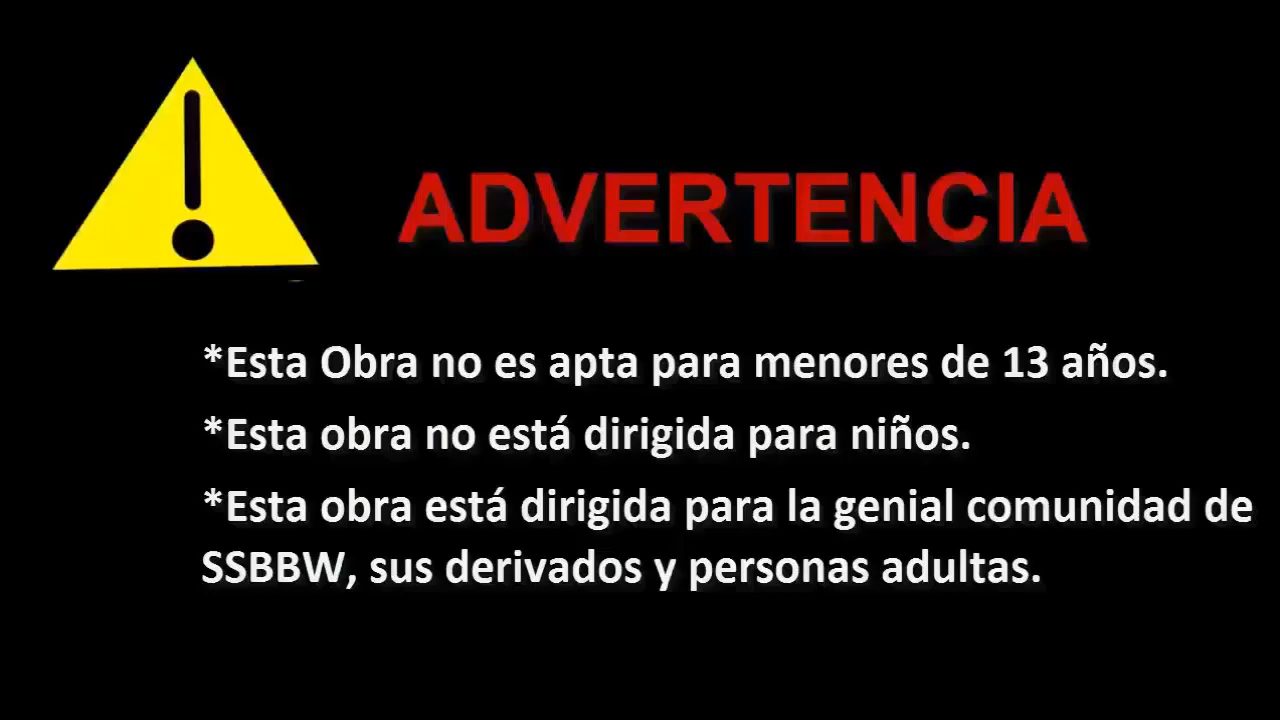 ADVERTENCIA
*Esta Obra no es apta para menores de 13 años.
*Esta obra no está dirigida para niños.
*Esta obra está dirigida para la genial comunidad de
SSBBW, sus derivados y personas adultas.